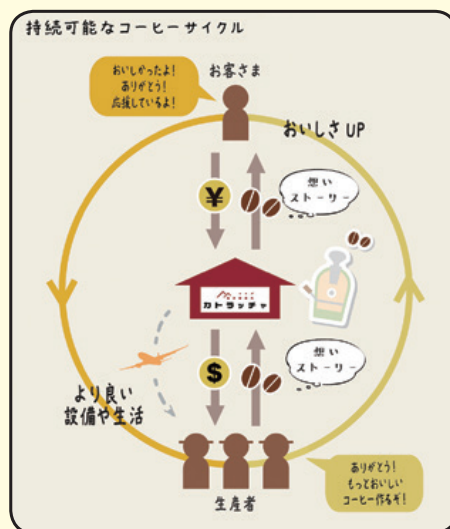 持続可能なコーヒーサイクル
お客さま
おいしかったよ!
ありがとう!
応援しているよ!
おいしさUP
¥
想い
ストーリー
カトラッチャ
$
想い
ストーリー
より良い
設備や生活
生産者
ありがとう!
もっとおいしい
コーヒー作るぞ!